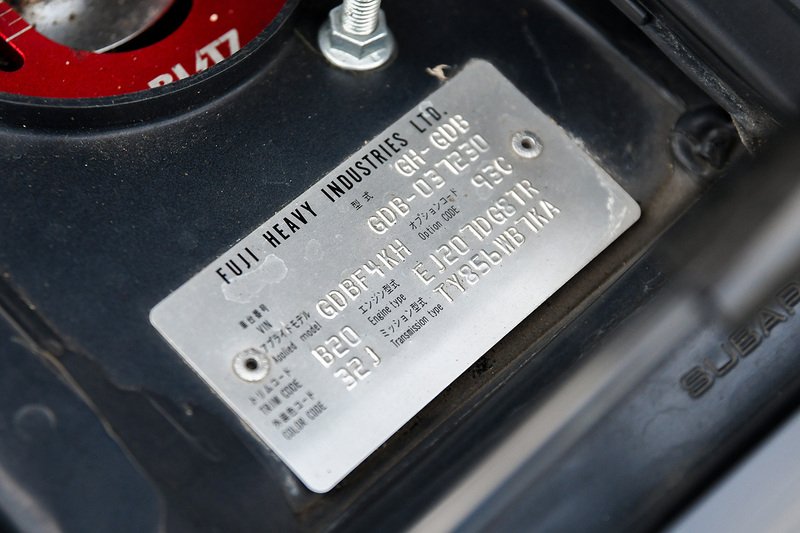 BLITZ
FUJI HEAVY INDUSTRIES LTD.
型式 GH-GDB
車台番号 VIN GDB-037230
アプライドモデル Applied model GDBF4KH オプションコード Option CODE 93C
トリムコード TRIM CODE B20 エンジン型式 Engine type EJ207DG8TR
外装色コード COLOR CODE 32J ミッション型式 Transmission type TY856WB7KA
SUBAR